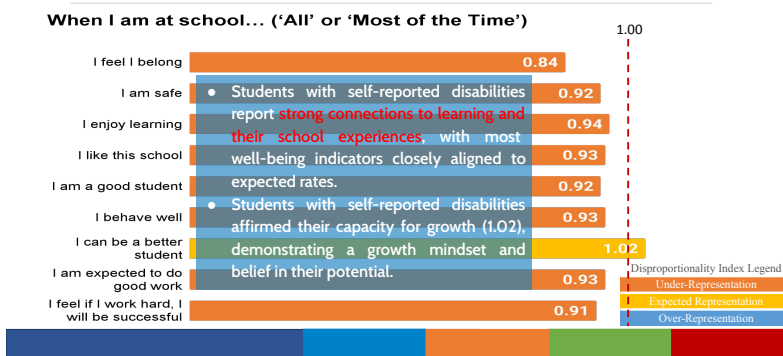 When I am at school... (‘All’ or ‘Most of the Time’)
1.00
I feel I belong
0.84
I am safe
0.92
I enjoy learning
0.94
I like this school
0.93
I am a good student
0.92
I behave well
0.93
I can be a better
student
1.02
I am expected to do
good work
0.93
I feel if I work hard, I
will be successful
0.91
● Students with self-reported disabilities
report strong connections to learning and
their school experiences, with most
well-being indicators closely aligned to
expected rates.
● Students with self-reported disabilities
affirmed their capacity for growth (1.02),
demonstrating a growth mindset and
belief in their potential.
Disproportionality Index Legend
Under-Representation
Expected Representation
Over-Representation